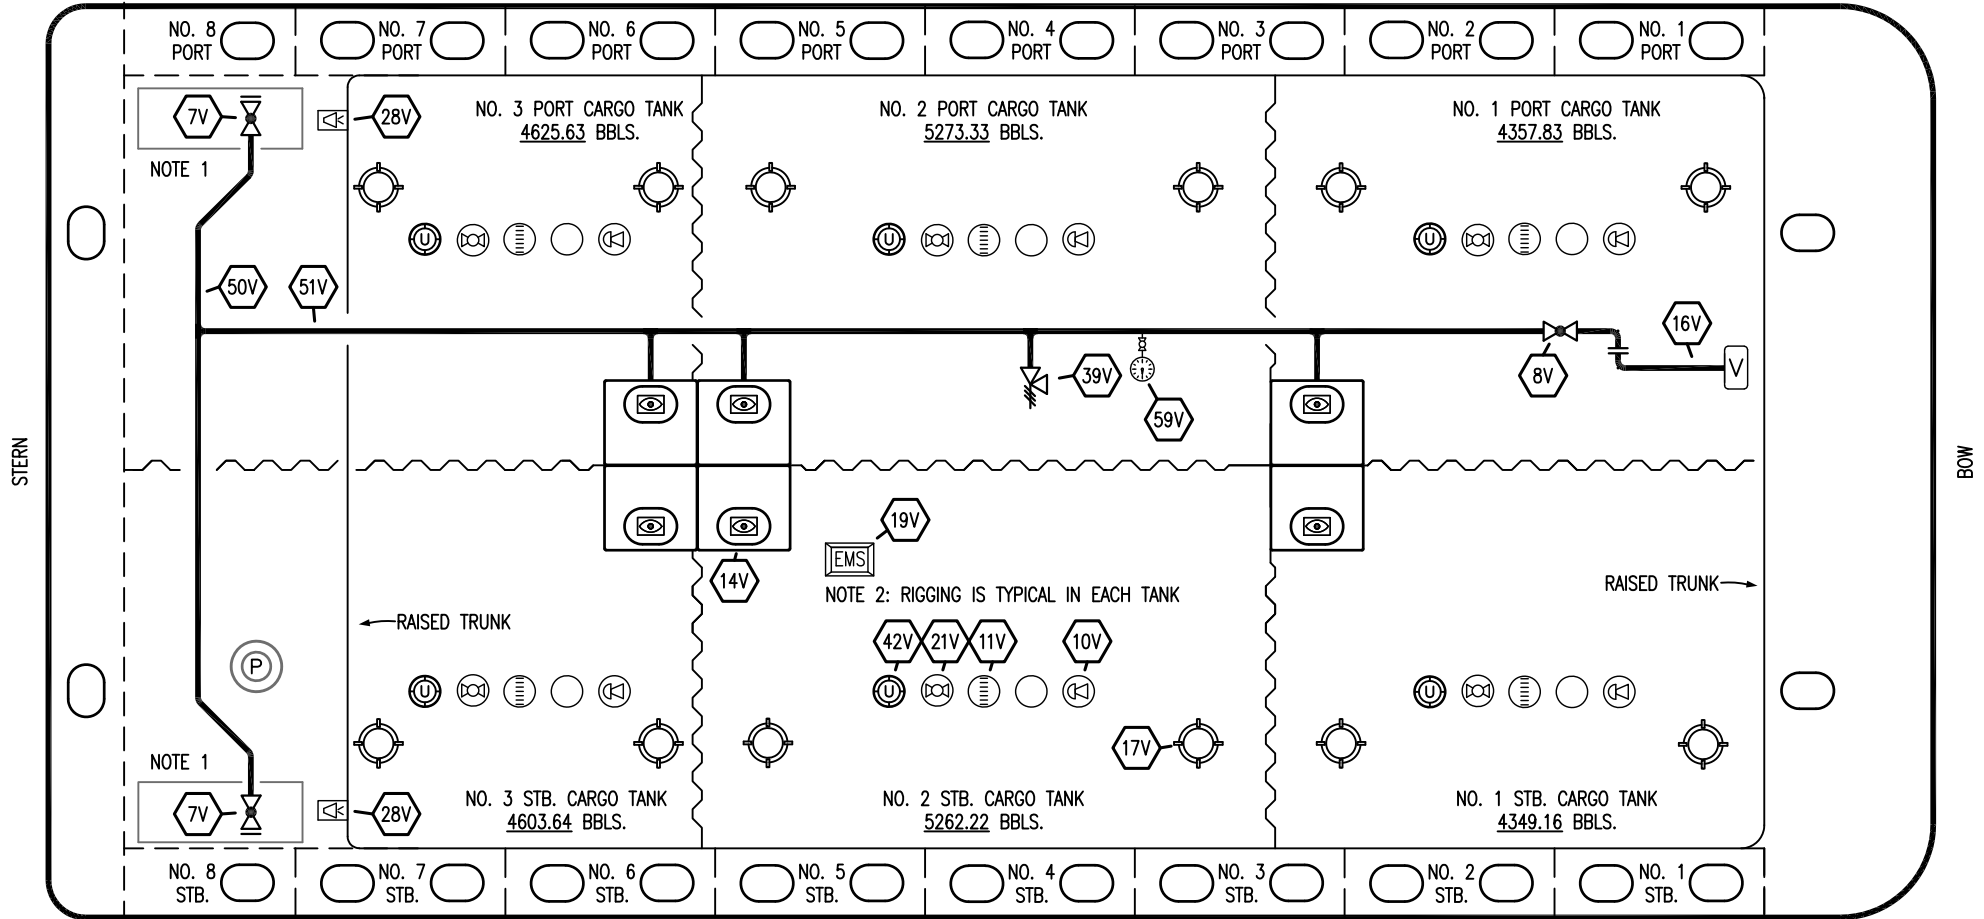 NO. 8 PORT
NO. 7 PORT
NO. 6 PORT
NO. 5 PORT
NO. 4 PORT
NO. 3 PORT
NO. 2 PORT
NO. 1 PORT
7V
28V
NOTE 1
NO. 3 PORT CARGO TANK
4625.63 BBLS.
NO. 2 PORT CARGO TANK
5273.33 BBLS.
NO. 1 PORT CARGO TANK
4357.83 BBLS.
U
U
U
50V
51V
16V
39V
59V
8V
V
STERN
BOW
19V
EMS
14V
NOTE 2: RIGGING IS TYPICAL IN EACH TANK
RAISED TRUNK
RAISED TRUNK
42V
21V
11V
10V
P
U
U
U
17V
NOTE 1
7V
28V
NO. 3 STB. CARGO TANK
4603.64 BBLS.
NO. 2 STB. CARGO TANK
5262.22 BBLS.
NO. 1 STB. CARGO TANK
4349.16 BBLS.
NO. 8 STB.
NO. 7 STB.
NO. 6 STB.
NO. 5 STB.
NO. 4 STB.
NO. 3 STB.
NO. 2 STB.
NO. 1 STB.